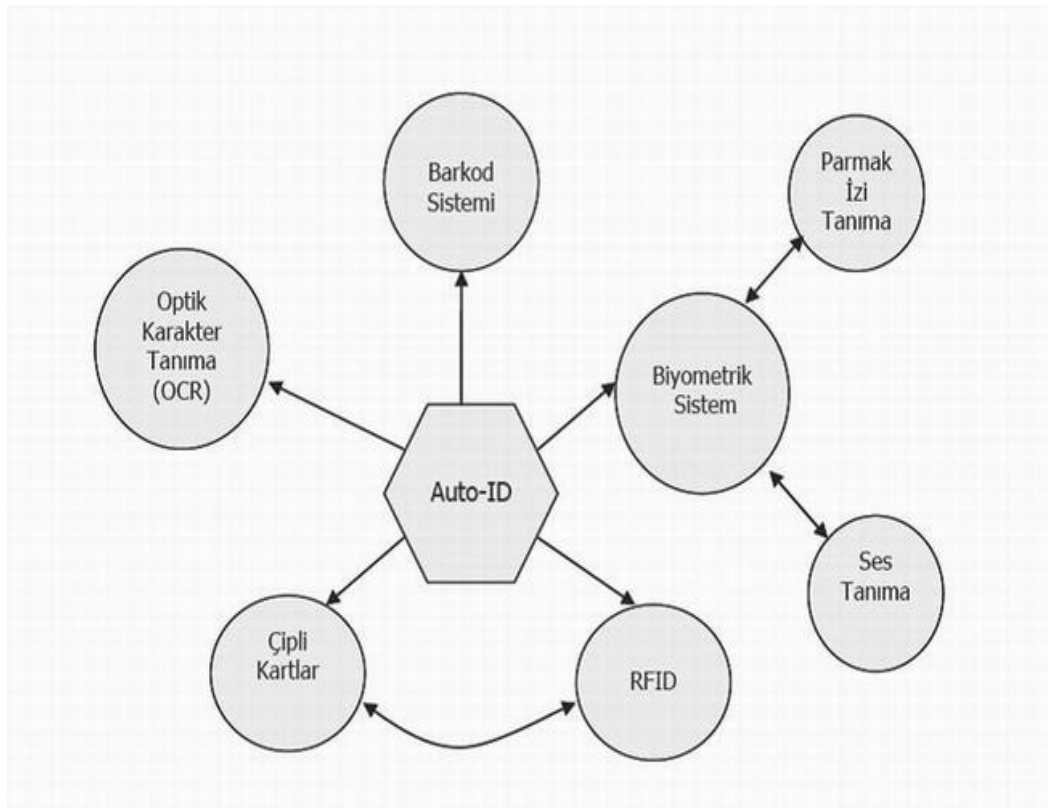 Barkod
Sistemi
Parmak
İzi
Tanıma
Optik
Karakter
Tanıma
(OCR)
Biyometrik
Sistem
Auto-ID
Ses
Tanıma
Çipli
Kartlar
RFID